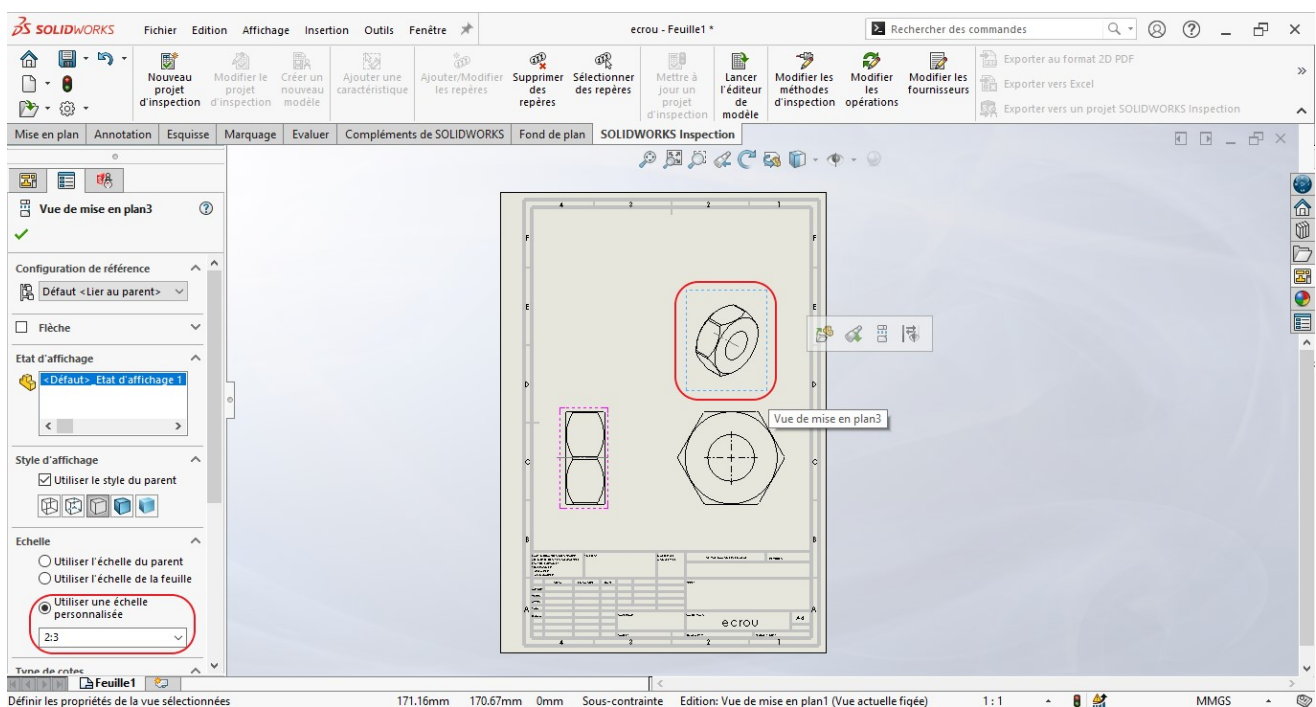 SOLIDWORKS
Fichier Edition Affichage Insertion Outils Fenêtre
ecrou - Feuille1 *
Rechercher des commandes
Nouveau projet d'inspection
Modifier le projet d'inspection
Créer un nouveau modèle
Ajouter une caractéristique
Ajouter/Modifier les repères
Supprimer des repères
Sélectionner des repères
Mettre à jour un projet d'inspection
Lancer l'éditeur de modèle
Modifier les méthodes d'inspection
Modifier les opérations
Modifier les fournisseurs
Exporter au format 2D PDF
Exporter vers Excel
Exporter vers un projet SOLIDWORKS Inspection
Mise en plan Annotation Esquisse Marquage Evaluer Compléments de SOLIDWORKS Fond de plan SOLIDWORKS Inspection
Vue de mise en plan3
Configuration de référence
Défaut <Lier au parent>
Flèche
Etat d'affichage
<Défaut>_Etat d'affichage 1
Style d'affichage
Utiliser le style du parent
Echelle
Utiliser l'échelle du parent
Utiliser l'échelle de la feuille
Utiliser une échelle
personnalisée
2:3
Type de cotes
4 3 2 1
F F
E E
D D
Vue de mise en plan3
C C
B B
A A
ecrou
4 3 2 1
Feuille1
Définir les propriétés de la vue sélectionnées 171.16mm 170.67mm 0mm Sous-contrainte Edition: Vue de mise en plan1 (Vue actuelle figée) 1:1 MMGS